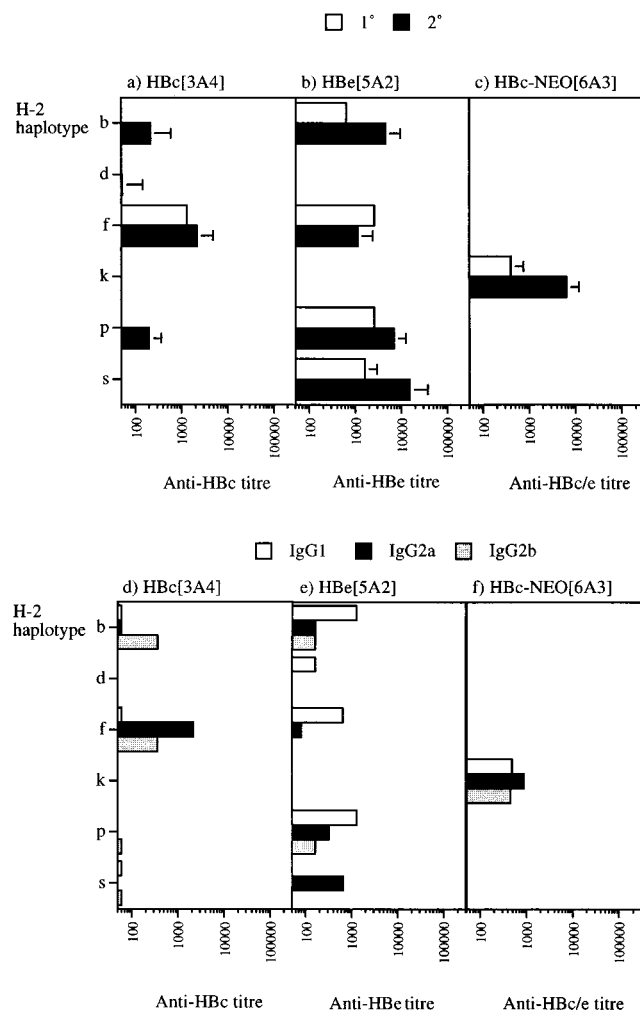 1° 2°
a) HBc[3A4] b) HBe[5A2] c) HBc-NEO[6A3]
H-2
haplotype
b
d
f
k
p
s
100 1000 10000 100000 100 1000 10000 100000 100 1000 10000 100000
Anti-HBc titre Anti-HBe titre Anti-HBc/e titre
IgG1 IgG2a IgG2b
d) HBc[3A4] e) HBe[5A2] f) HBc-NEO[6A3]
H-2
haplotype
b
d
f
k
p
s
100 1000 10000 100000 100 1000 10000 100000 100 1000 10000 100000
Anti-HBc titre Anti-HBe titre Anti-HBc/e titre